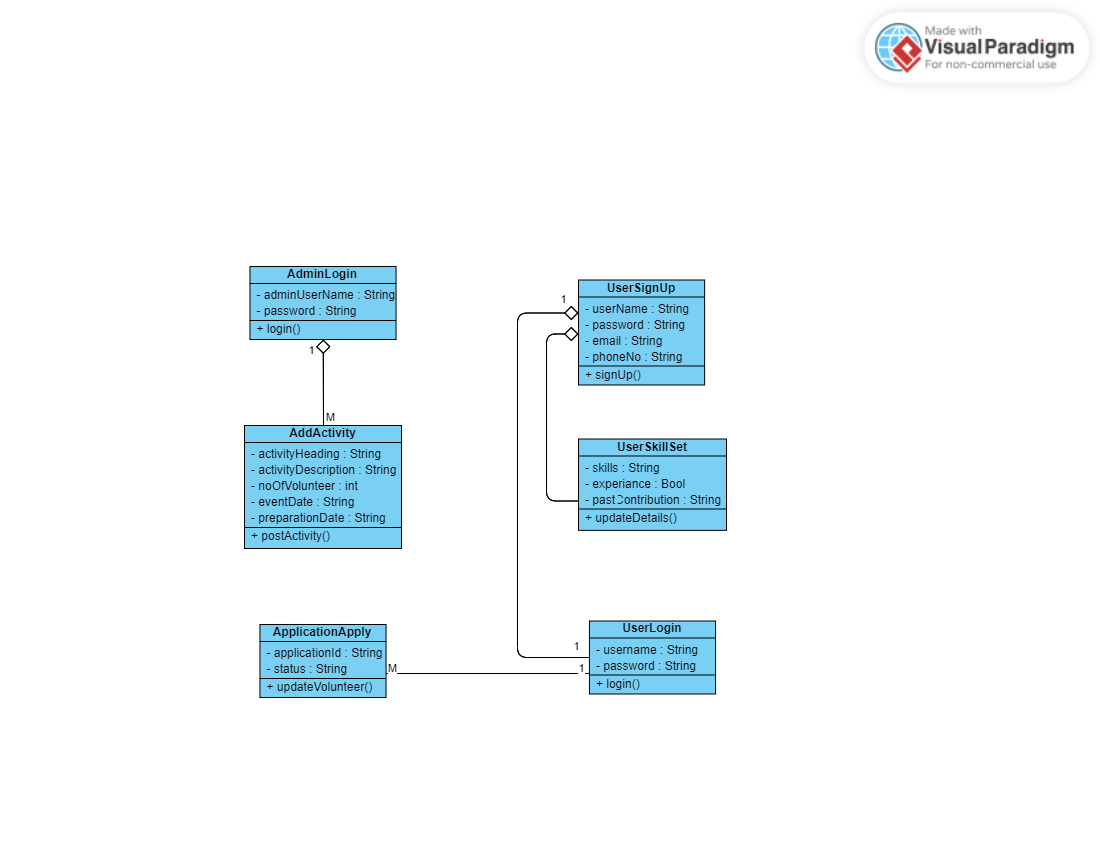 Made with
Visual Paradigm
For non-commercial use
AdminLogin
- adminUserName : String
- password : String
+ login()
1
M
AddActivity
- activityHeading : String
- activityDescription : String
- noOfVolunteer : int
- eventDate : String
- preparationDate : String
+ postActivity()
UserSignUp
- userName : String
- password : String
- email : String
- phoneNo : String
+ signUp()
1
UserSkillSet
- skills : String
- experiance : Bool
- pastContribution : String
+ updateDetails()
ApplicationApply
- applicationId : String
- status : String
+ updateVolunteer()
M
1
1
UserLogin
- username : String
- password : String
+ login()